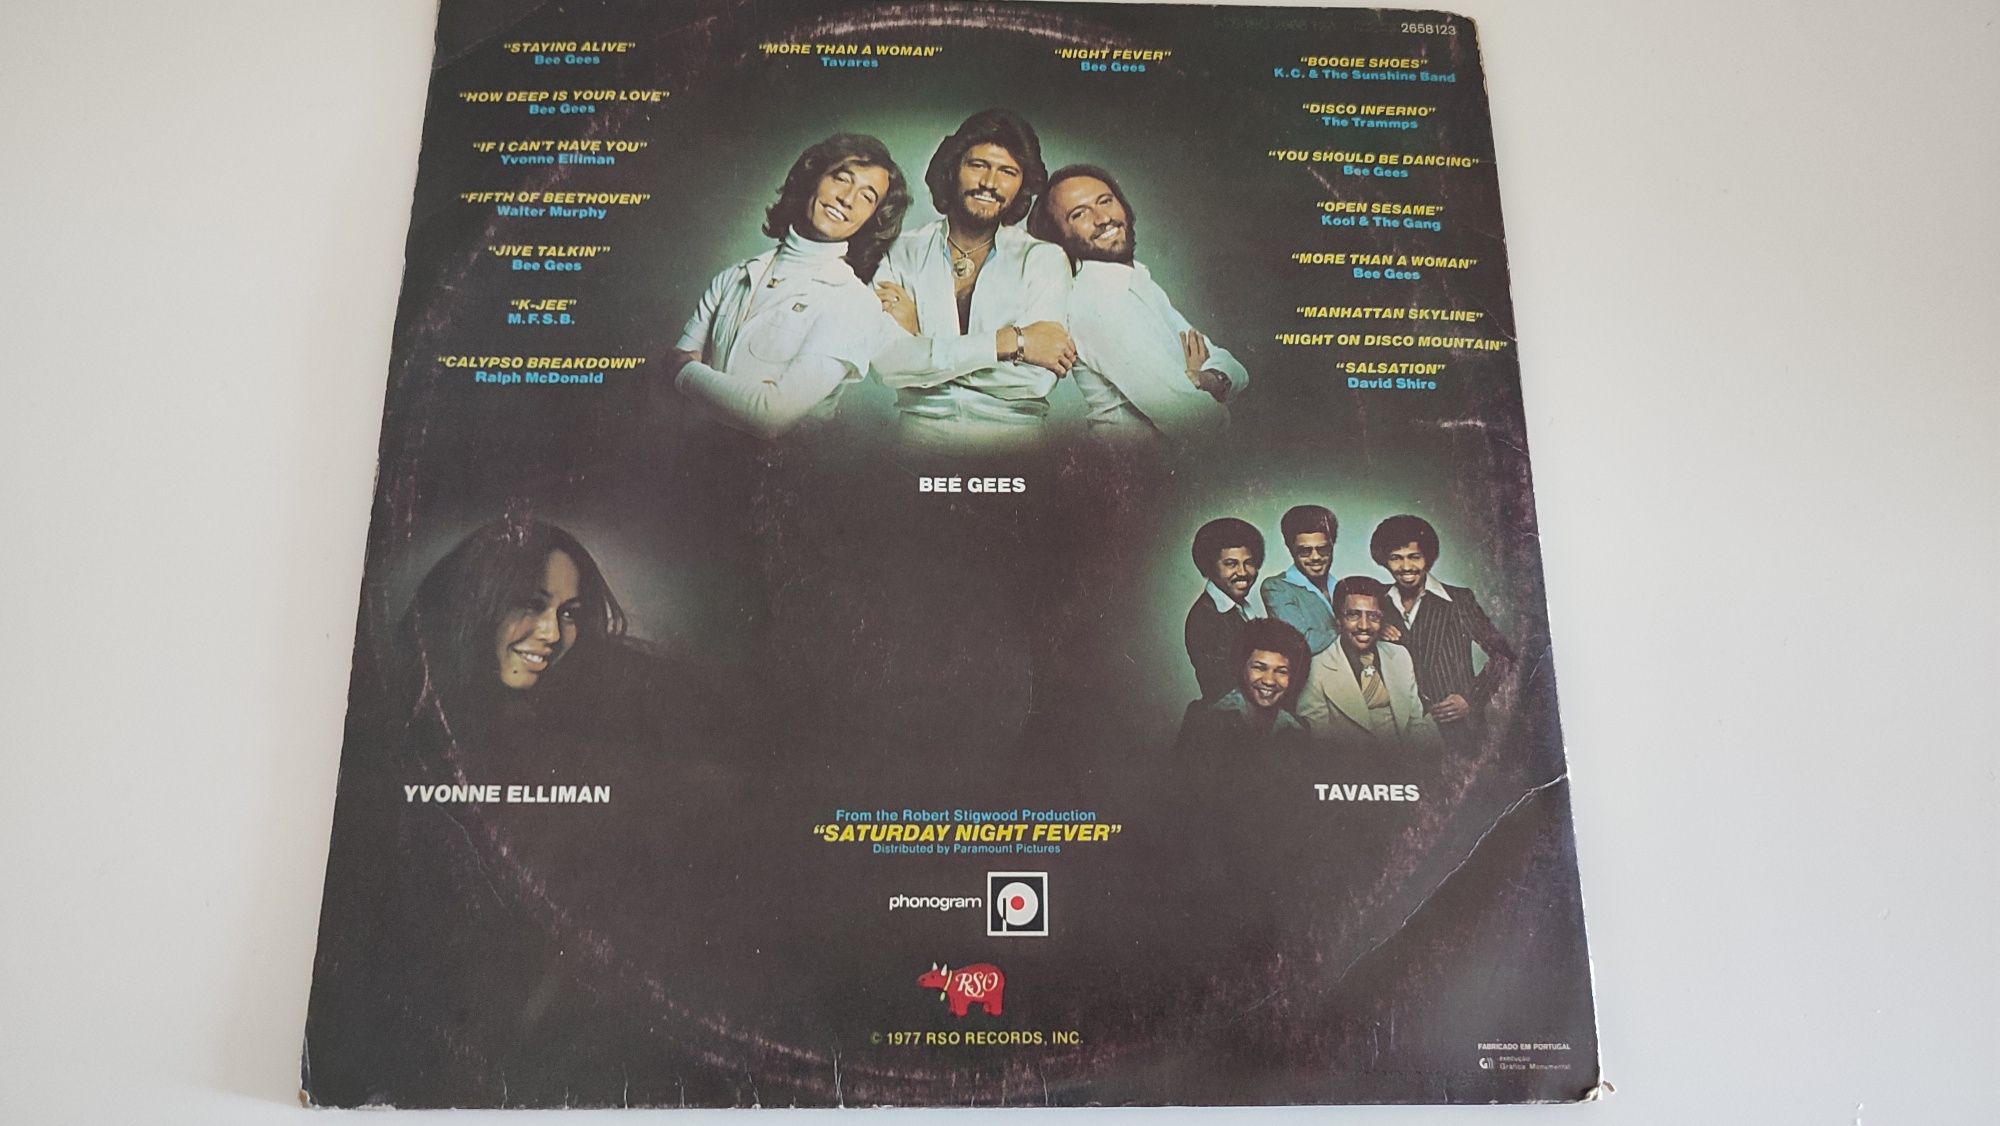 2658123
"STAYING ALIVE"
Bee Gees
"HOW DEEP IS YOUR LOVE"
Bee Gees
"IF I CAN'T HAVE YOU"
Yvonne Elliman
"FIFTH OF BEETHOVEN"
Walter Murphy
"JIVE TALKIN'"
Bee Gees
"K-JEE"
M.F.S.B.
"CALYPSO BREAKDOWN"
Ralph McDonald
"MORE THAN A WOMAN"
Tavares
"NIGHT FEVER"
Bee Gees
"BOOGIE SHOES"
K.C. & The Sunshine Band
"DISCO INFERNO"
The Trammps
"YOU SHOULD BE DANCING"
Bee Gees
"OPEN SESAME"
Kool & The Gang
"MORE THAN A WOMAN"
Bee Gees
"MANHATTAN SKYLINE"
"NIGHT ON DISCO MOUNTAIN"
"SALSATION"
David Shire
BEE GEES
YVONNE ELLIMAN
TAVARES
From the Robert Stigwood Production
"SATURDAY NIGHT FEVER"
Distributed by Paramount Pictures
phonogram
RSO
© 1977 RSO RECORDS, INC.
FABRICADO EM PORTUGAL
execução
Gráfica Monumental